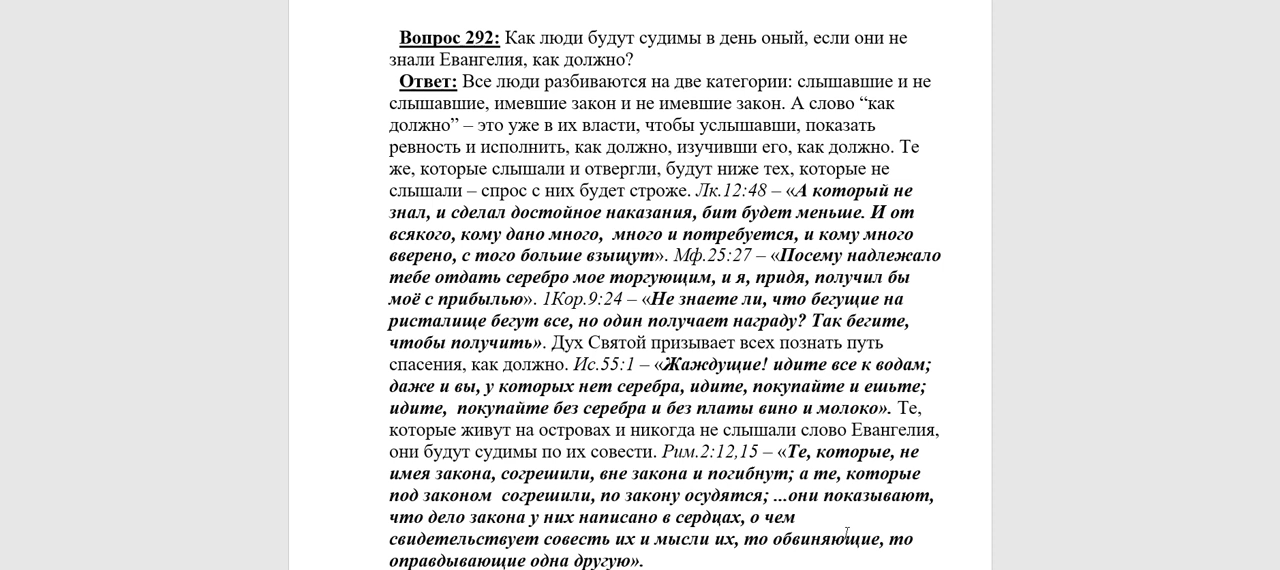 Вопрос 292: Как люди будут судимы в день оный, если они не
знали Евангелия, как должно?
Ответ: Все люди разбиваются на две категории: слышавшие и не
слышавшие, имевшие закон и не имевшие закон. А слово “как
должно” – это уже в их власти, чтобы услышавши, показать
ревность и исполнить, как должно, изучивши его, как должно. Те
же, которые слышали и отвергли, будут ниже тех, которые не
слышали – спрос с них будет строже. Лк.12:48 – «А который не
знал, и сделал достойное наказания, бит будет меньше. И от
всякого, кому дано много,  много и потребуется, и кому много
вверено, с того больше взыщут». Мф.25:27 – «Посему надлежало
тебе отдать серебро мое торгующим, и я, придя, получил бы
моё с прибылью». 1Кор.9:24 – «Не знаете ли, что бегущие на
ристалище бегут все, но один получает награду? Так бегите,
чтобы получить». Дух Святой призывает всех познать путь
спасения, как должно. Ис.55:1 – «Жаждущие! идите все к водам;
даже и вы, у которых нет серебра, идите, покупайте и ешьте;
идите,  покупайте без серебра и без платы вино и молоко». Те,
которые живут на островах и никогда не слышали слово Евангелия,
они будут судимы по их совести. Рим.2:12,15 – «Те, которые, не
имея закона, согрешили, вне закона и погибнут; а те, которые
под законом  согрешили, по закону осудятся; ...они показывают,
что дело закона у них написано в сердцах, о чем
свидетельствует совесть их и мысли их, то обвиняющие, то
оправдывающие одна другую».